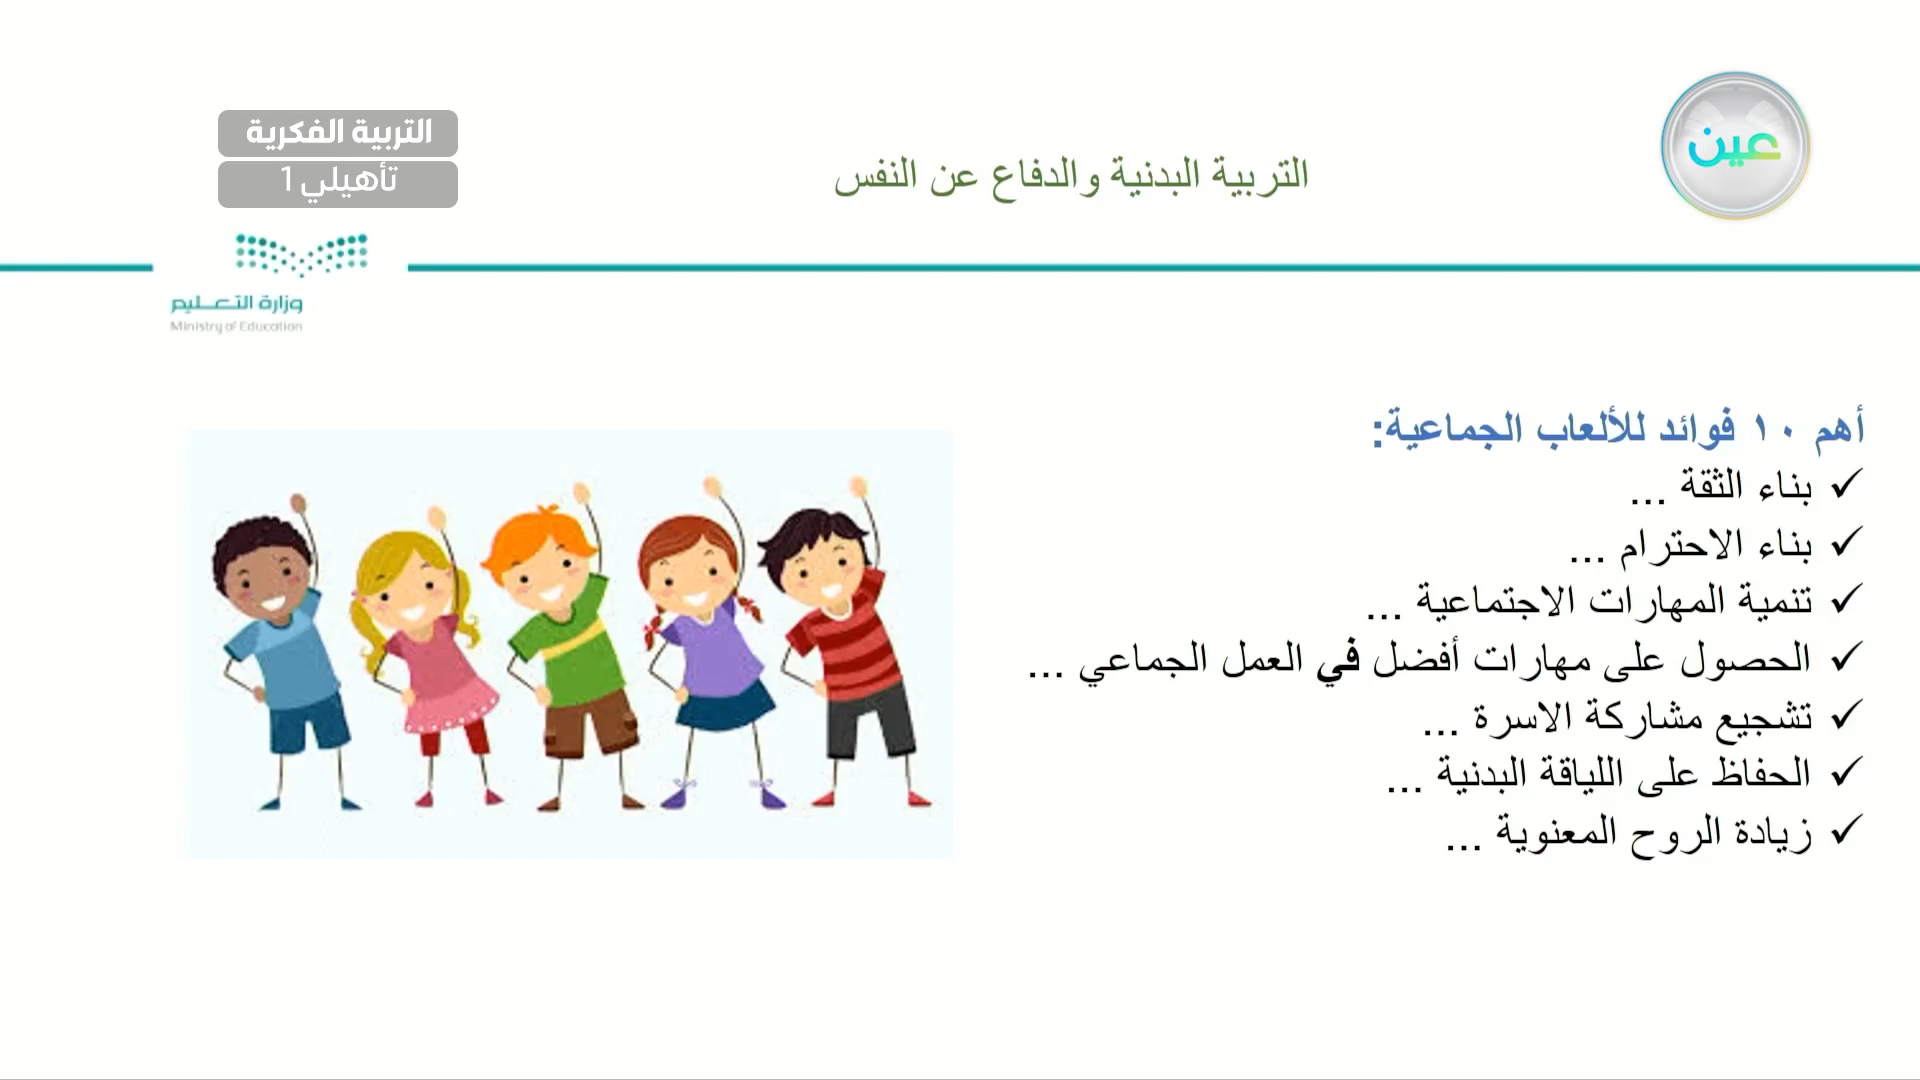 التربية الفكرية
تأهيلي 1
التربية البدنية والدفاع عن النفس
عين
وزارة التعليم
Ministry of Education
أهم ١٠ فوائد للألعاب الجماعية:
✓ بناء الثقة ...
✓ بناء الاحترام ...
✓ تنمية المهارات الاجتماعية ...
✓ الحصول على مهارات أفضل في العمل الجماعي ...
✓ تشجيع مشاركة الاسرة ...
✓ الحفاظ على اللياقة البدنية ...
✓ زيادة الروح المعنوية ...